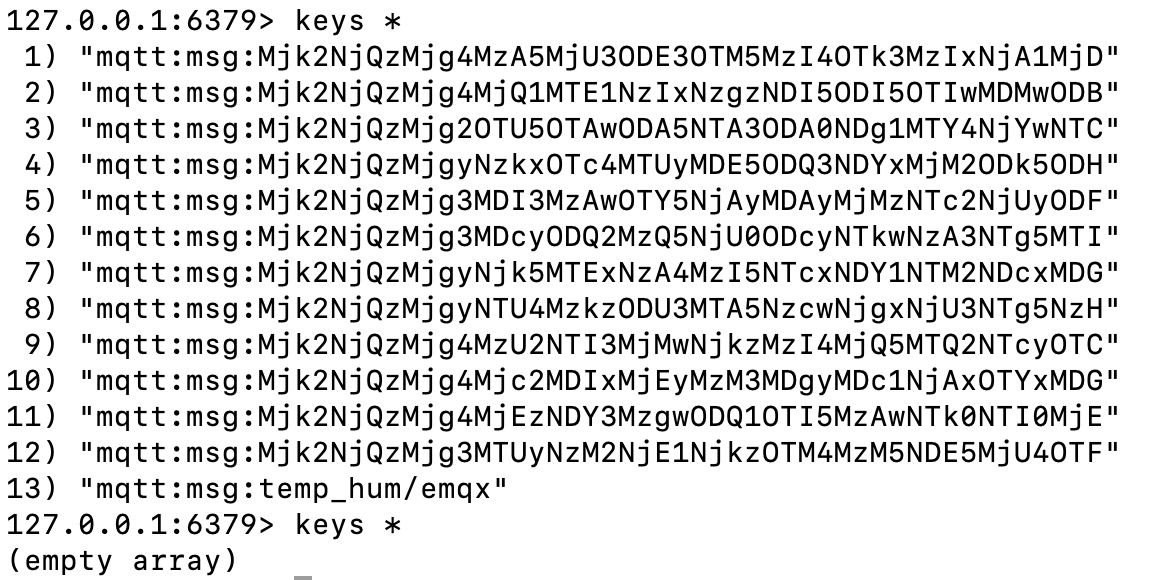 127.0.0.1:6379> keys *
 1) "mqtt:msg:Mjk2NjQzMjg4MzA5MjU3ODE3OTM5MzI4OTk3MzIxNjA1MjD"
 2) "mqtt:msg:Mjk2NjQzMjg4MjQ1MTE1NzIxNzgzNDI5ODI5OTIwMDMwODB"
 3) "mqtt:msg:Mjk2NjQzMjg2OTU5OTAwODA5NTA3ODA0NDg1MTY4NjYwNTC"
 4) "mqtt:msg:Mjk2NjQzMjgyNzkxOTc4MTUyMDE5ODQ3NDYxMjM2ODk5ODH"
 5) "mqtt:msg:Mjk2NjQzMjg3MDI3MzAwOTY5NjAyMDAyMjMzNTc2NjUyODF"
 6) "mqtt:msg:Mjk2NjQzMjg3MDcyODQ2MzQ5NjU0ODcyNTkwNzA3NTg5MTI"
 7) "mqtt:msg:Mjk2NjQzMjgyNjk5MTExNzA4MzI5NTcxNDY1NTM2NDcxMDG"
 8) "mqtt:msg:Mjk2NjQzMjgyNTU4MzkzODU3MTA5NzcwNjgxNjU3NTg5NzH"
 9) "mqtt:msg:Mjk2NjQzMjg4MzU2NTI3MjMwNjkzMzI4MjQ5MTQ2NTcyOTC"
10) "mqtt:msg:Mjk2NjQzMjg4Mjc2MDIxMjEyMzM3MDgyMDc1NjAxOTYxMDG"
11) "mqtt:msg:Mjk2NjQzMjg4MjEzNDY3MzgwODQ1OTI5MzAwNTk0NTI0MjE"
12) "mqtt:msg:Mjk2NjQzMjg3MTUyNzM2NjE1NjkzOTM4MzM5NDE5MjU4OTF"
13) "mqtt:msg:temp_hum/emqx"
127.0.0.1:6379> keys *
(empty array)